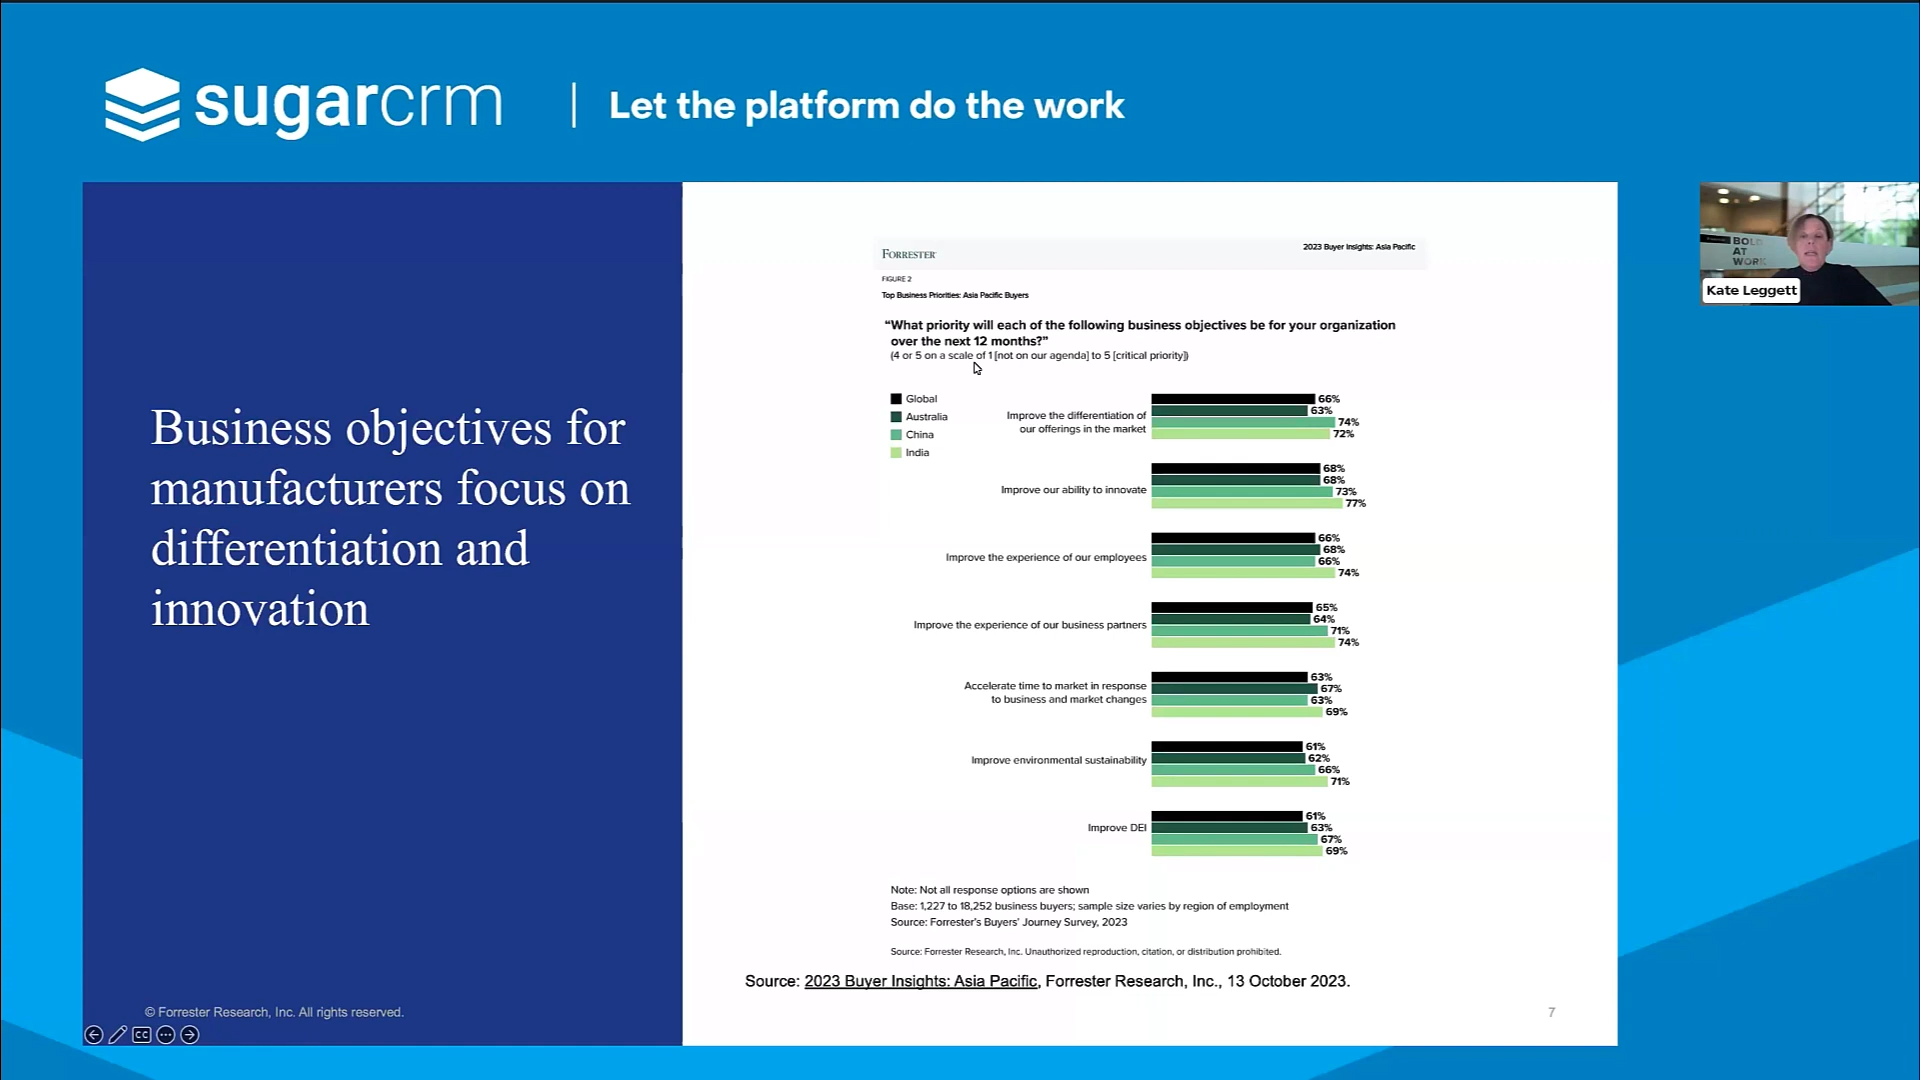 sugarcrm | Let the platform do the work
Business objectives for
manufacturers focus on
differentiation and
innovation
© Forrester Research, Inc. All rights reserved.
CC
FORRESTER
2023 Buyer Insights: Asia Pacific
FIGURE 2
Top Business Priorities: Asia Pacific Buyers
“What priority will each of the following business objectives be for your organization
over the next 12 months?”
(4 or 5 on a scale of 1 [not on our agenda] to 5 [critical priority])
Global
Australia
China
India
Improve the differentiation of
our offerings in the market
66%
63%
74%
72%
Improve our ability to innovate
68%
68%
73%
77%
Improve the experience of our employees
66%
68%
66%
74%
Improve the experience of our business partners
65%
64%
71%
74%
Accelerate time to market in response
to business and market changes
63%
67%
63%
69%
Improve environmental sustainability
61%
62%
66%
71%
Improve DEI
61%
63%
67%
69%
Note: Not all response options are shown
Base: 1,227 to 18,252 business buyers; sample size varies by region of employment
Source: Forrester's Buyers' Journey Survey, 2023
Source: Forrester Research, Inc. Unauthorized reproduction, citation, or distribution prohibited.
Source: 2023 Buyer Insights: Asia Pacific, Forrester Research, Inc., 13 October 2023.
7
BOLD
AT
WORK
Kate Leggett